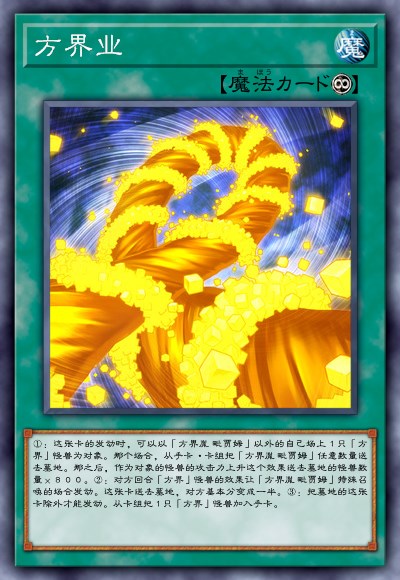 方界业
魔
まほう
【魔法カード♾】
①：这张卡的发动时，可以以「方界胤 毗贾姆」以外的自己场上1只「方
界」怪兽为对象。那个场合，从手卡·卡组把「方界胤 毗贾姆」任意数量送
去墓地。那之后，作为对象的怪兽的攻击力上升这个效果送去墓地的怪兽数
量×800。②：对方回合「方界」怪兽的效果让「方界胤 毗贾姆」特殊召
唤的场合发动。这张卡送去墓地，对方基本分变成一半。③：把墓地的这张
卡除外才能发动。从卡组把1只「方界」怪兽加入手卡。